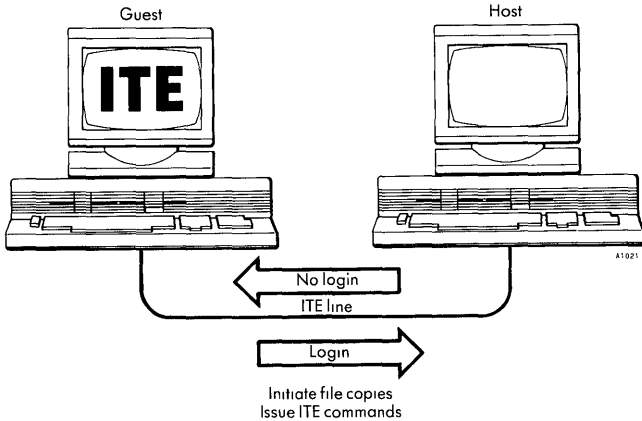 Guest
Host
ITE
A1021
No login
ITE line
Login
Initiate file copies
Issue ITE commands